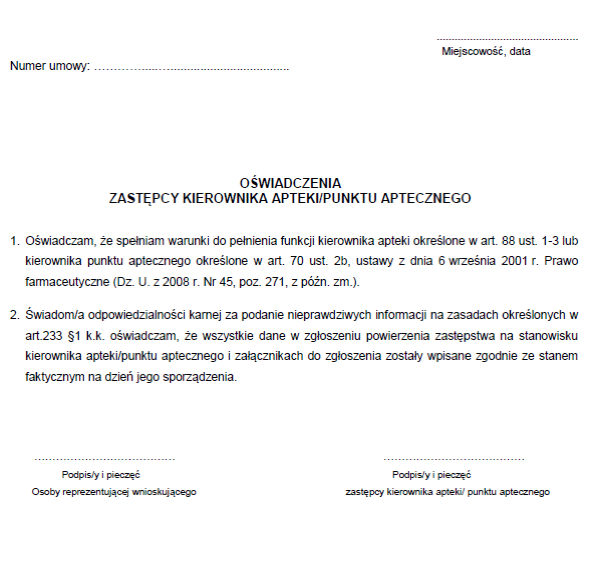 ................................................
Miejscowość, data
Numer umowy: ……………...................................................
OŚWIADCZENIA
ZASTĘPCY KIEROWNIKA APTEKI/PUNKTU APTECZNEGO
1. Oświadczam, że spełniam warunki do pełnienia funkcji kierownika apteki określone w art. 88 ust. 1-3 lub
kierownika punktu aptecznego określone w art. 70 ust. 2b, ustawy z dnia 6 września 2001 r. Prawo
farmaceutyczne (Dz. U. z 2008 r. Nr 45, poz. 271, z późn. zm.).
2. Świadom/a odpowiedzialności karnej za podanie nieprawdziwych informacji na zasadach określonych w
art.233 §1 k.k. oświadczam, że wszystkie dane w zgłoszeniu powierzenia zastępstwa na stanowisku
kierownika apteki/punktu aptecznego i załącznikach do zgłoszenia zostały wpisane zgodnie ze stanem
faktycznym na dzień jego sporządzenia.
........................................ ........................................
Podpis/y i pieczęć Podpis/y i pieczęć
Osoby reprezentującej wnioskującego zastępcy kierownika apteki/ punktu aptecznego